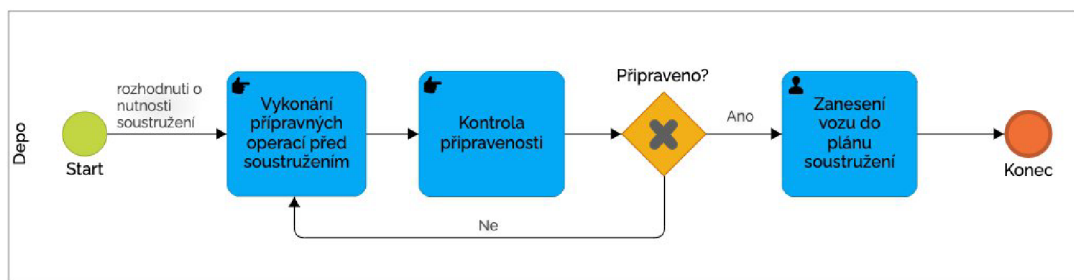 Depo
Start
rozhodnutí o
nutnosti
soustružení
Vykonání
přípravných
operací před
soustružením
Kontrola
připravenosti
Připraveno?
Ano
Ne
Zanesení
vozu do
plánu
soustružení
Konec